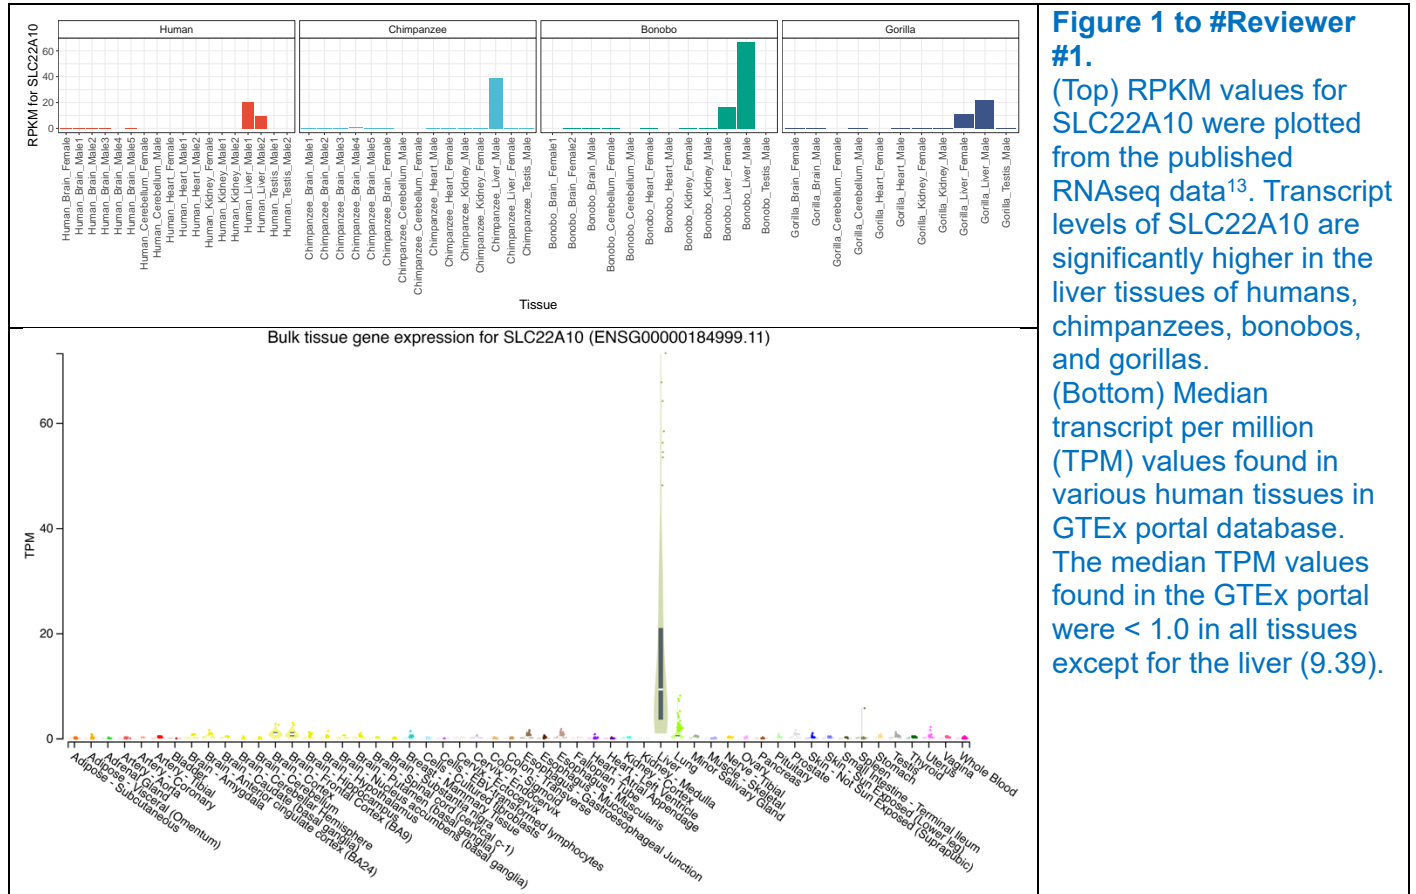 Human
Chimpanzee
Bonobo
Gorilla
RPKM for SLC22A10
60
40
20
0
Human_Brain_Female
Human_Brain_Male1
Human_Brain_Male2
Human_Brain_Male3
Human_Brain_Male4
Human_Brain_Male5
Human_Cerebellum_Female
Human_Heart_Female
Human_Heart_Male1
Human_Heart_Male2
Human_Kidney_Female
Human_Kidney_Male1
Human_Kidney_Male2
Human_Liver_Male1
Human_Liver_Male2
Human_Testis_Male1
Human_Testis_Male2
Chimpanzee_Brain_Male1
Chimpanzee_Brain_Male2
Chimpanzee_Brain_Male3
Chimpanzee_Brain_Male4
Chimpanzee_Brain_Male5
Chimpanzee_Brain_Female
Chimpanzee_Cerebellum_Male
Chimpanzee_Cerebellum_Female
Chimpanzee_Heart_Male
Chimpanzee_Heart_Female
Chimpanzee_Kidney_Male
Chimpanzee_Kidney_Female
Chimpanzee_Liver_Male
Chimpanzee_Liver_Female
Chimpanzee_Testis_Male
Bonobo_Brain_Female1
Bonobo_Brain_Female2
Bonobo_Brain_Male
Bonobo_Cerebellum_Female
Bonobo_Cerebellum_Male
Bonobo_Heart_Female
Bonobo_Heart_Male
Bonobo_Kidney_Female
Bonobo_Kidney_Male
Bonobo_Liver_Female
Bonobo_Liver_Male
Bonobo_Testis_Male
Gorilla_Brain_Female
Gorilla_Brain_Male
Gorilla_Cerebellum_Female
Gorilla_Cerebellum_Male
Gorilla_Heart_Female
Gorilla_Heart_Male
Gorilla_Kidney_Female
Gorilla_Kidney_Male
Gorilla_Liver_Female
Gorilla_Liver_Male
Gorilla_Testis_Male
Tissue
Bulk tissue gene expression for SLC22A10 (ENSG00000184999.11)
TPM
60
40
20
0
Adipose - Subcutaneous
Adipose - Visceral (Omentum)
Adrenal Gland
Artery - Aorta
Artery - Coronary
Artery - Tibial
Bladder
Brain - Amygdala
Brain - Anterior cingulate cortex (BA24)
Brain - Caudate (basal ganglia)
Brain - Cerebellar Hemisphere
Brain - Cerebellum
Brain - Cortex
Brain - Frontal Cortex (BA9)
Brain - Hippocampus
Brain - Hypothalamus
Brain - Nucleus accumbens (basal ganglia)
Brain - Putamen (basal ganglia)
Brain - Spinal cord (cervical c-1)
Brain - Substantia nigra
Breast - Mammary Tissue
Cells - Cultured fibroblasts
Cells - EBV-transformed lymphocytes
Cervix - Ectocervix
Cervix - Endocervix
Colon - Sigmoid
Colon - Transverse
Esophagus - Gastroesophageal Junction
Esophagus - Mucosa
Esophagus - Muscularis
Fallopian Tube
Heart - Atrial Appendage
Heart - Left Ventricle
Kidney - Cortex
Kidney - Medulla
Liver
Lung
Minor Salivary Gland
Muscle - Skeletal
Nerve - Tibial
Ovary
Pancreas
Pituitary
Prostate
Skin - Not Sun Exposed (Suprapubic)
Skin - Sun Exposed (Lower leg)
Small Intestine - Terminal Ileum
Spleen
Stomach
Testis
Thyroid
Uterus
Vagina
Whole Blood
Figure 1 to #Reviewer
#1.
(Top) RPKM values for
SLC22A10 were plotted
from the published
RNAseq data¹³. Transcript
levels of SLC22A10 are
significantly higher in the
liver tissues of humans,
chimpanzees, bonobos,
and gorillas.
(Bottom) Median
transcript per million
(TPM) values found in
various human tissues in
GTEx portal database.
The median TPM values
found in the GTEx portal
were < 1.0 in all tissues
except for the liver (9.39).